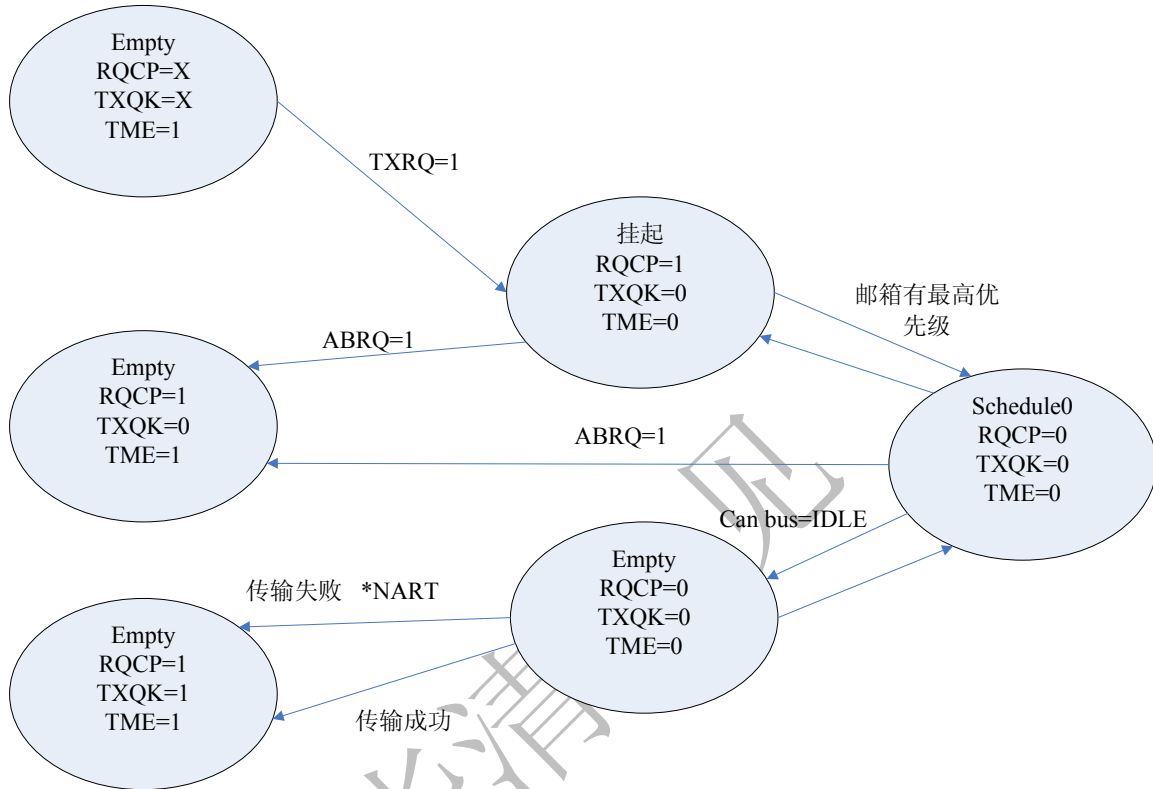 Empty
RQCP=X
TXQK=X
TME=1
TXRQ=1
挂起
RQCP=1
TXQK=0
TME=0
邮箱有最高优
先级
ABRQ=1
Empty
RQCP=1
TXQK=0
TME=1
ABRQ=1
Schedule0
RQCP=0
TXQK=0
TME=0
Can bus=IDLE
Empty
RQCP=0
TXQK=0
TME=0
传输失败 *NART
Empty
RQCP=1
TXQK=1
TME=1
传输成功
清
见